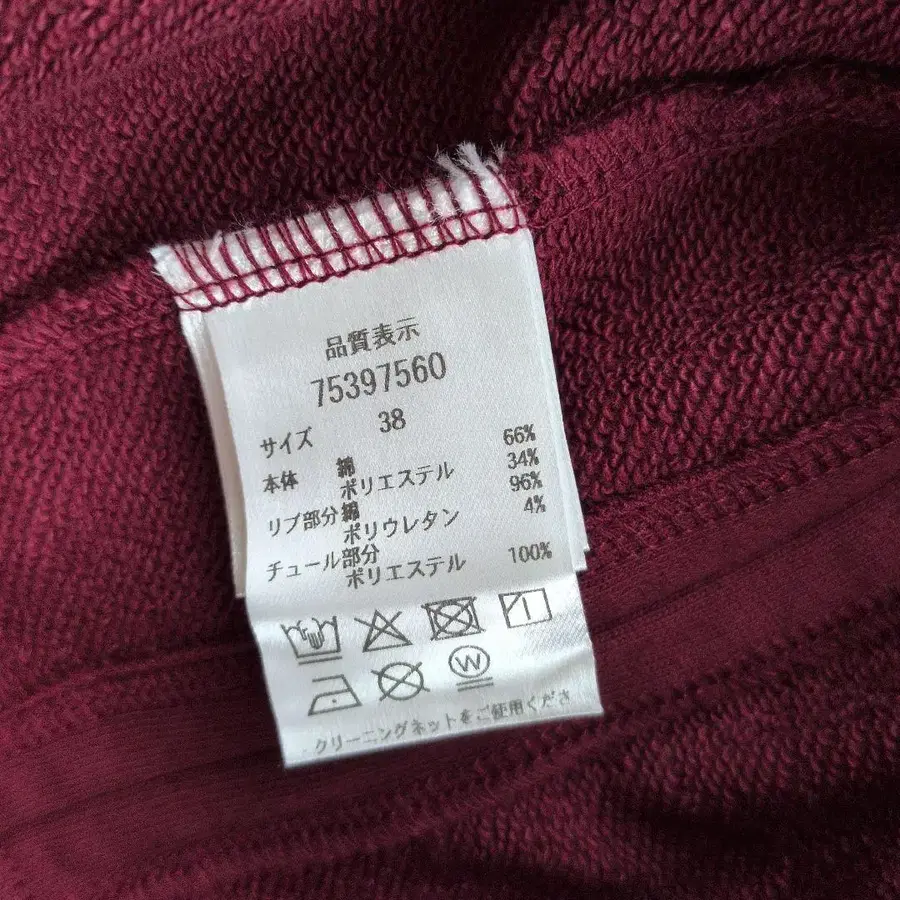 品質表示
75397560
サイズ 38
本体 綿 66%
ポリエステル 34%
リブ部分 綿 96%
ポリウレタン 4%
チュール部分
ポリエステル 100%
W
クリーニングネットをご使用くださ